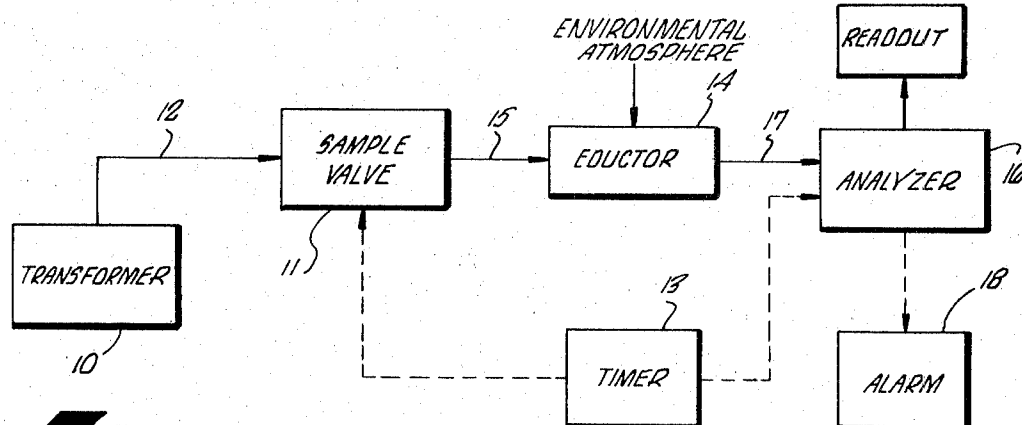 ENVIRONMENTAL
ATMOSPHERE
READOUT
12
SAMPLE
VALVE
11
15
EDUCTOR
14
17
ANALYZER
16
TRANSFORMER
10
13
TIMER
18
ALARM